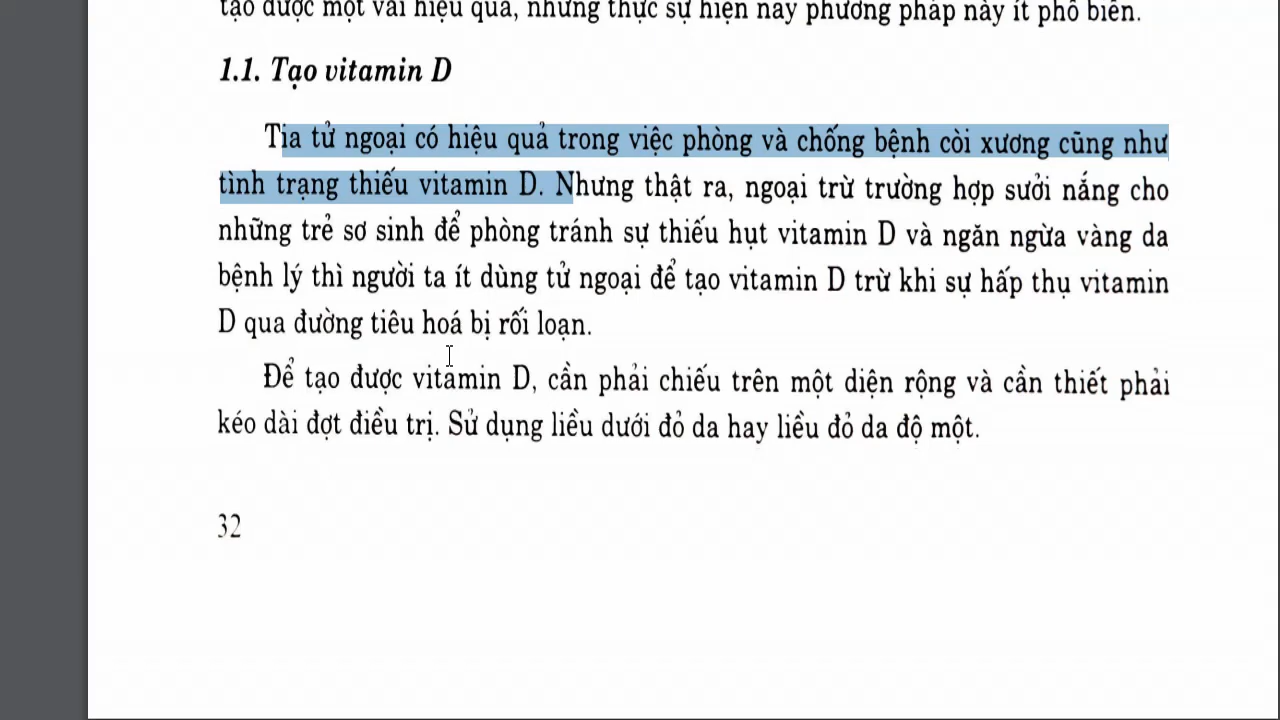 tạo được một vài hiệu quả, nhưng thực sự hiện nay phương pháp này ít phổ biến.
1.1. Tạo vitamin D
Tia tử ngoại có hiệu quả trong việc phòng và chống bệnh còi xương cũng như
tình trạng thiếu vitamin D. Nhưng thật ra, ngoại trừ trường hợp sưởi nắng cho
những trẻ sơ sinh để phòng tránh sự thiếu hụt vitamin D và ngăn ngừa vàng da
bệnh lý thì người ta ít dùng tử ngoại để tạo vitamin D trừ khi sự hấp thụ vitamin
D qua đường tiêu hoá bị rối loạn.
Để tạo được vitamin D, cần phải chiếu trên một diện rộng và cần thiết phải
kéo dài đợt điều trị. Sử dụng liều dưới đỏ da hay liều đỏ da độ một.
32